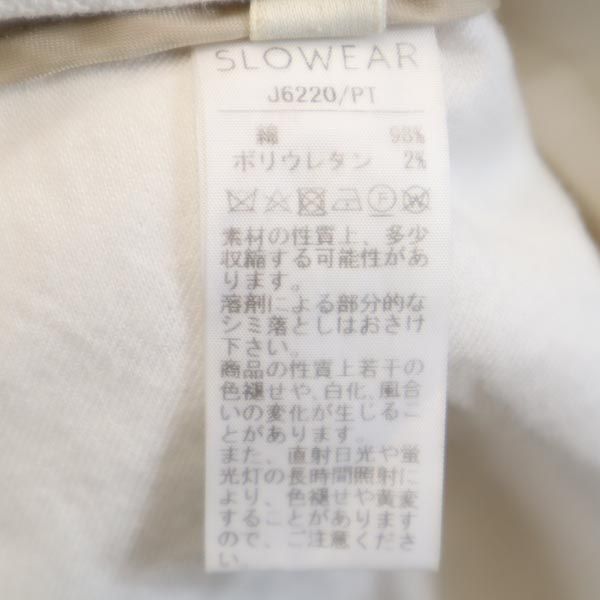 SLOWEAR
J6220/PT
綿 98%
ポリウレタン 2%
素材の性質上、多少
収縮する可能性があ
ります。
溶剤による部分的な
シミ落としはおさけ
下さい。
商品の性質上若干の
色褪せや、白化、風合
いの変化が生じるこ
とがあります。
また、直射日光や蛍
光灯の長時間照射に
より、色褪せや黄変
することがあります
ので、ご注意くださ
い。